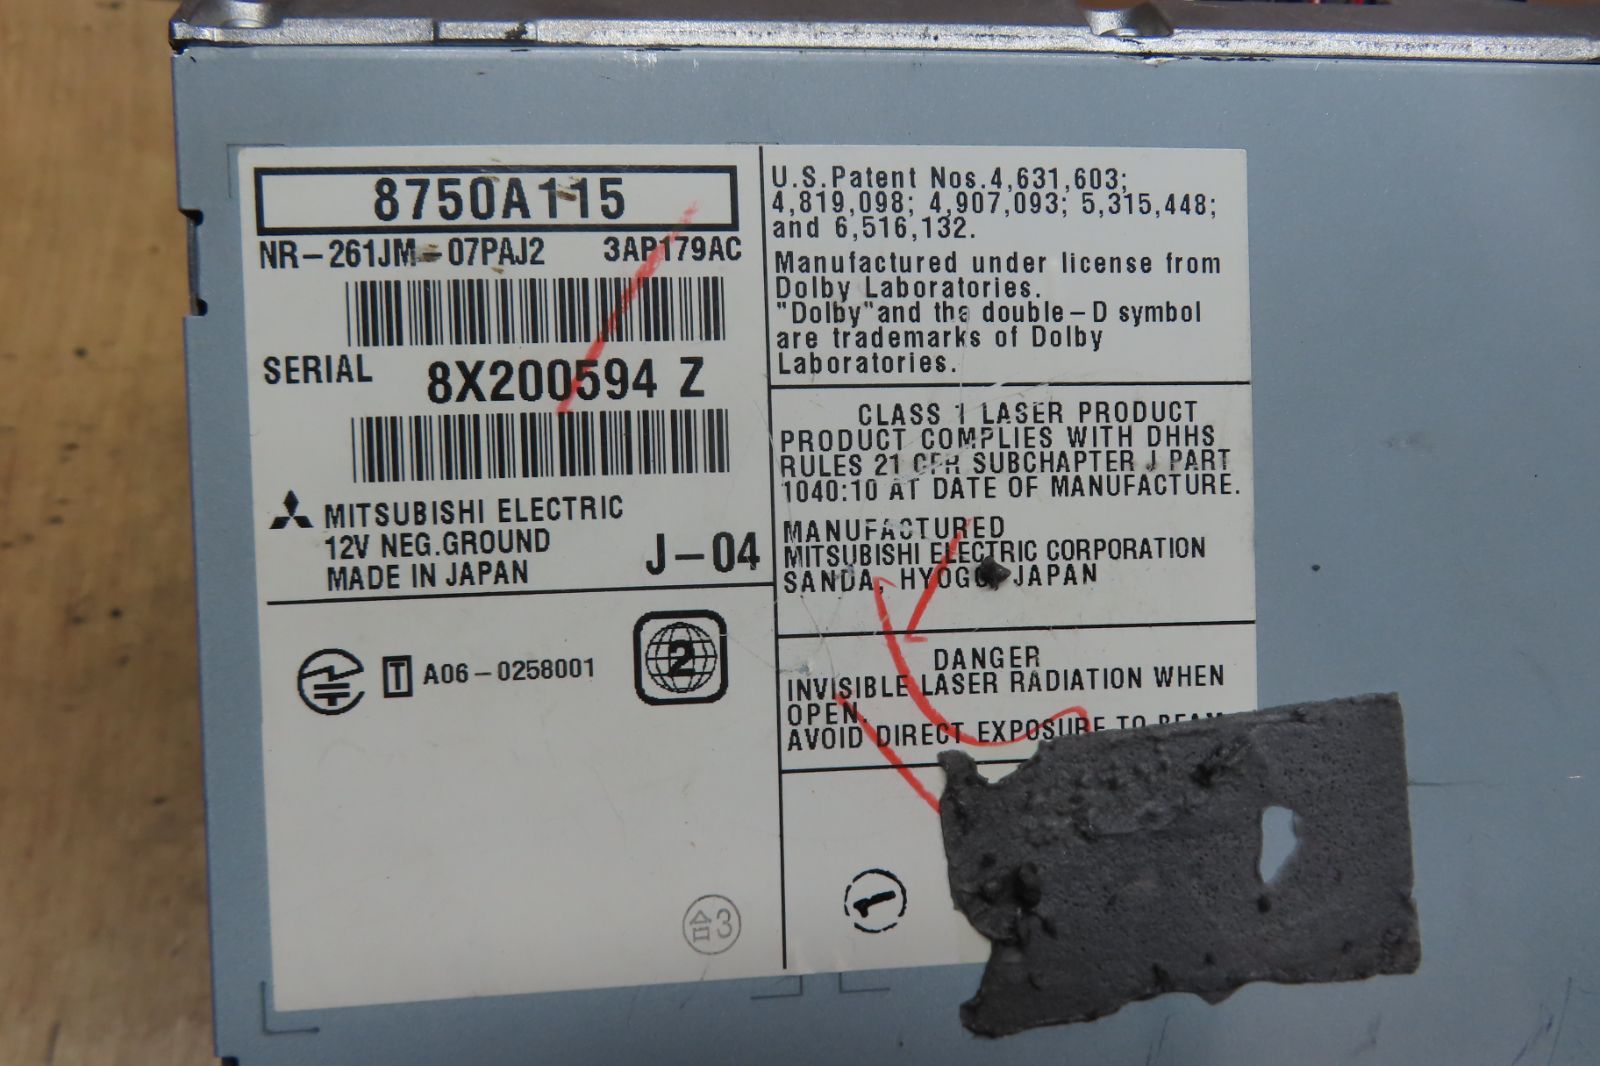 8750A115
NR-261JM-07PAJ2 3AP179AC
SERIAL 8X200594 Z
MITSUBISHI ELECTRIC
12V NEG.GROUND
MADE IN JAPAN
J-04
T A06-0258001
2
合3
U.S.Patent Nos.4,631,603;
4,819,098; 4,907,093; 5,315,448;
and 6,516,132.
Manufactured under license from
Dolby Laboratories.
"Dolby"and the double-D symbol
are trademarks of Dolby
Laboratories.
CLASS 1 LASER PRODUCT
PRODUCT COMPLIES WITH DHHS
RULES 21 CFR SUBCHAPTER J PART
1040:10 AT DATE OF MANUFACTURE.
MANUFACTURED
MITSUBISHI ELECTRIC CORPORATION
SANDA, HYOGO, JAPAN
DANGER
INVISIBLE LASER RADIATION WHEN
OPEN.
AVOID DIRECT EXPOSURE TO BEAM
1